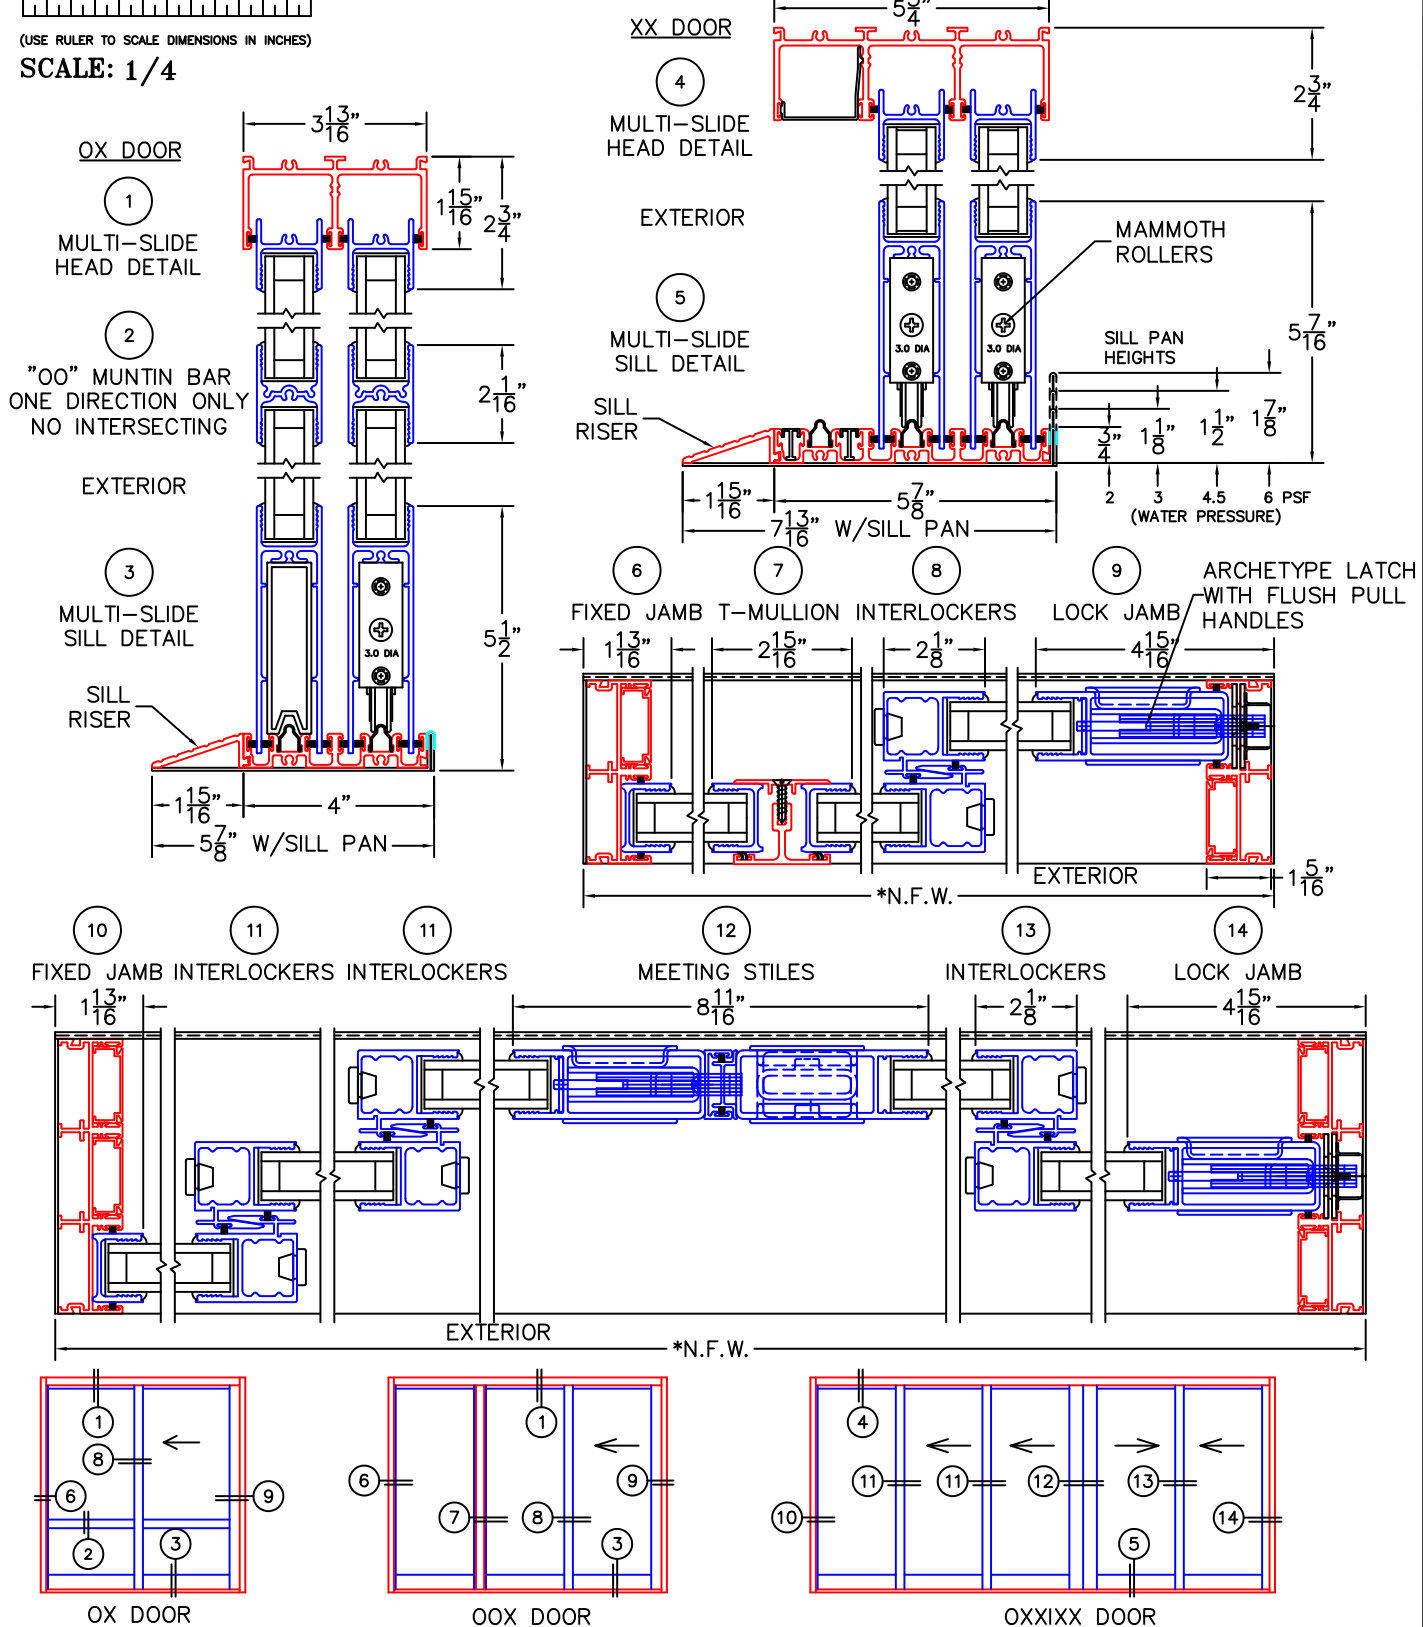 (USE RULER TO SCALE DIMENSIONS IN INCHES)
SCALE: 1/4
OX DOOR
3 13/16"
1
MULTI-SLIDE
HEAD DETAIL
1 15/16"
2 3/4"
2
"OO" MUNTIN BAR
ONE DIRECTION ONLY
NO INTERSECTING
2 1/16"
EXTERIOR
3
MULTI-SLIDE
SILL DETAIL
3.0 DIA
5 1/2"
SILL
RISER
1 15/16"
4"
5 7/8" W/SILL PAN
XX DOOR
4
MULTI-SLIDE
HEAD DETAIL
2 3/4"
EXTERIOR
MAMMOTH
ROLLERS
5
MULTI-SLIDE
SILL DETAIL
3.0 DIA
3.0 DIA
5 7/16"
SILL PAN
HEIGHTS
SILL
RISER
3/4"
1 1/8"
1 1/2"
1 7/8"
1 15/16"
5 7/8"
2
3
4.5
6 PSF
(WATER PRESSURE)
7 13/16" W/SILL PAN
6
7
8
9
FIXED JAMB
T-MULLION
INTERLOCKERS
LOCK JAMB
ARCHETYPE LATCH
WITH FLUSH PULL
HANDLES
1 13/16"
2 15/16"
2 1/8"
4 15/16"
EXTERIOR
1 5/16"
*N.F.W.
10
11
11
12
13
14
FIXED JAMB
INTERLOCKERS
INTERLOCKERS
MEETING STILES
INTERLOCKERS
LOCK JAMB
1 13/16"
8 11/16"
2 1/8"
4 15/16"
EXTERIOR
*N.F.W.
1
8
6
9
2
3
OX DOOR
1
6
9
7
8
3
OOX DOOR
4
11
11
12
13
10
14
5
OXXIXX DOOR